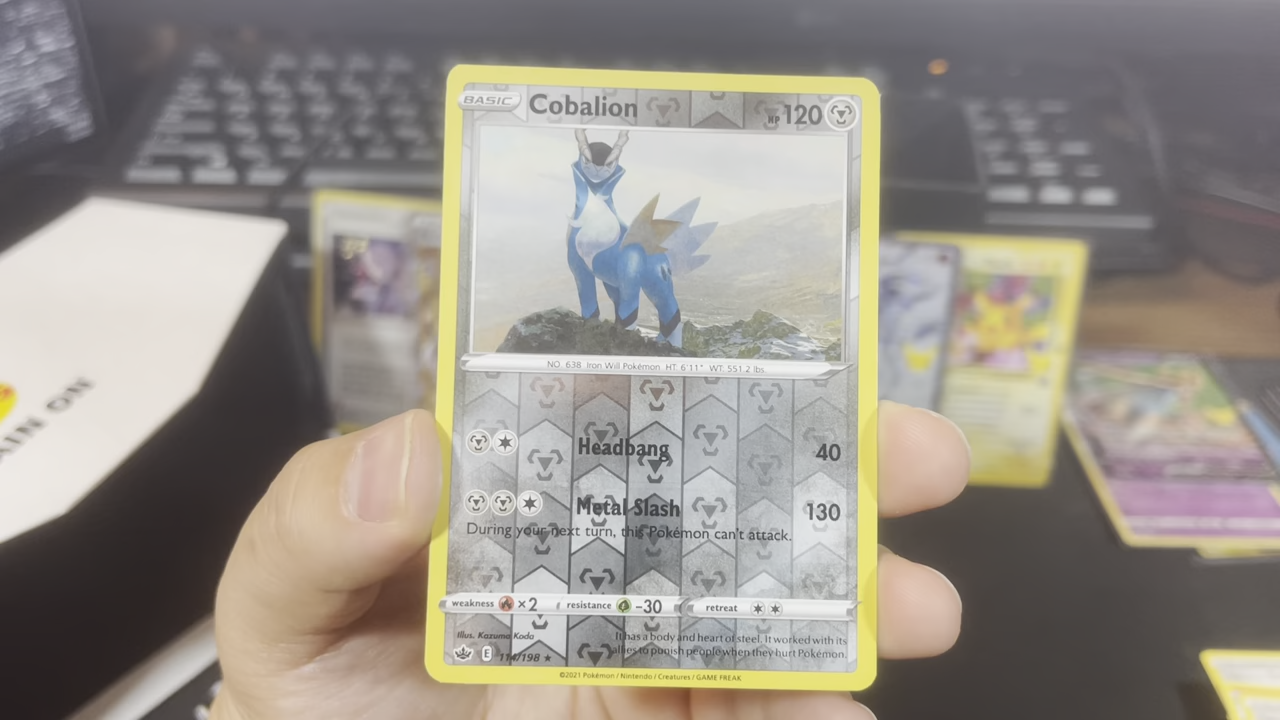 BASIC Cobalion HP 120
NO. 638 Iron Will Pokémon HT: 6'11" WT: 551.2 lbs.
Headbang 40
Metal Slash 130
During your next turn, this Pokémon can't attack.
weakness ×2 resistance -30 retreat
Illus. Kazuma Koda
It has a body and heart of steel. It worked with its
allies to punish people when they hurt Pokémon.
E 114/198 ★
©2021 Pokémon / Nintendo / Creatures / GAME FREAK
AIN ON